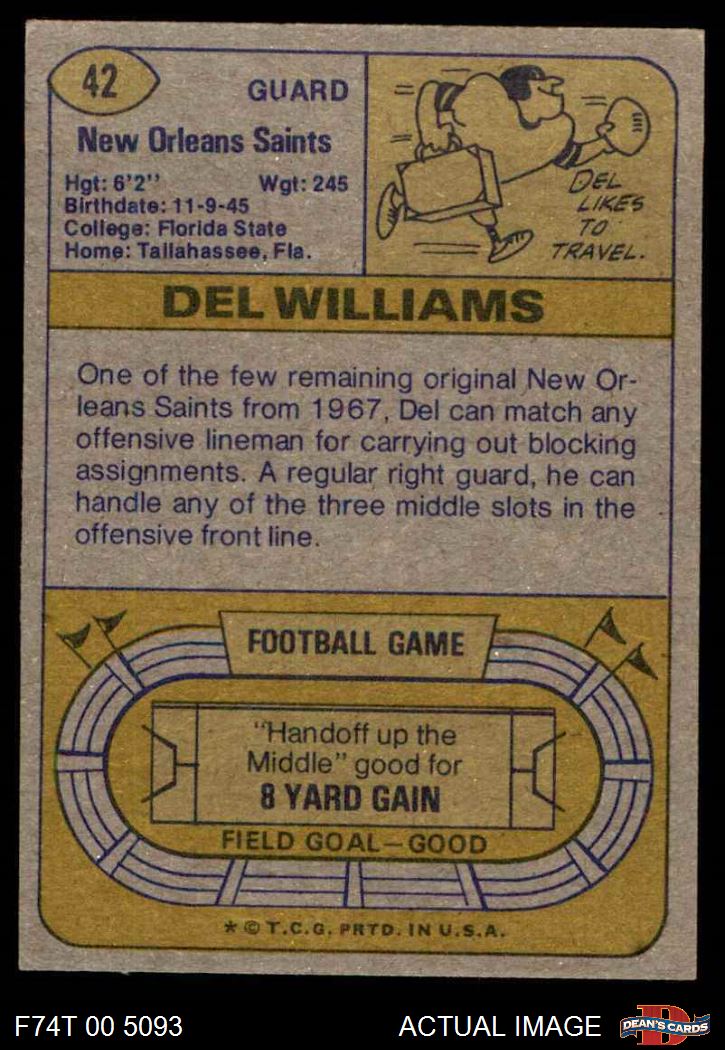 42
GUARD
New Orleans Saints
Hgt: 6'2" Wgt: 245
Birthdate: 11-9-45
College: Florida State
Home: Tallahassee, Fla.
DEL
LIKES
TO
TRAVEL.
DEL WILLIAMS
One of the few remaining original New Or-
leans Saints from 1967, Del can match any
offensive lineman for carrying out blocking
assignments. A regular right guard, he can
handle any of the three middle slots in the
offensive front line.
FOOTBALL GAME
"Handoff up the
Middle" good for
8 YARD GAIN
FIELD GOAL—GOOD
* © T.C.G. PRTD. IN U.S.A.
F74T 00 5093
ACTUAL IMAGE
D
DEAN'S CARDS